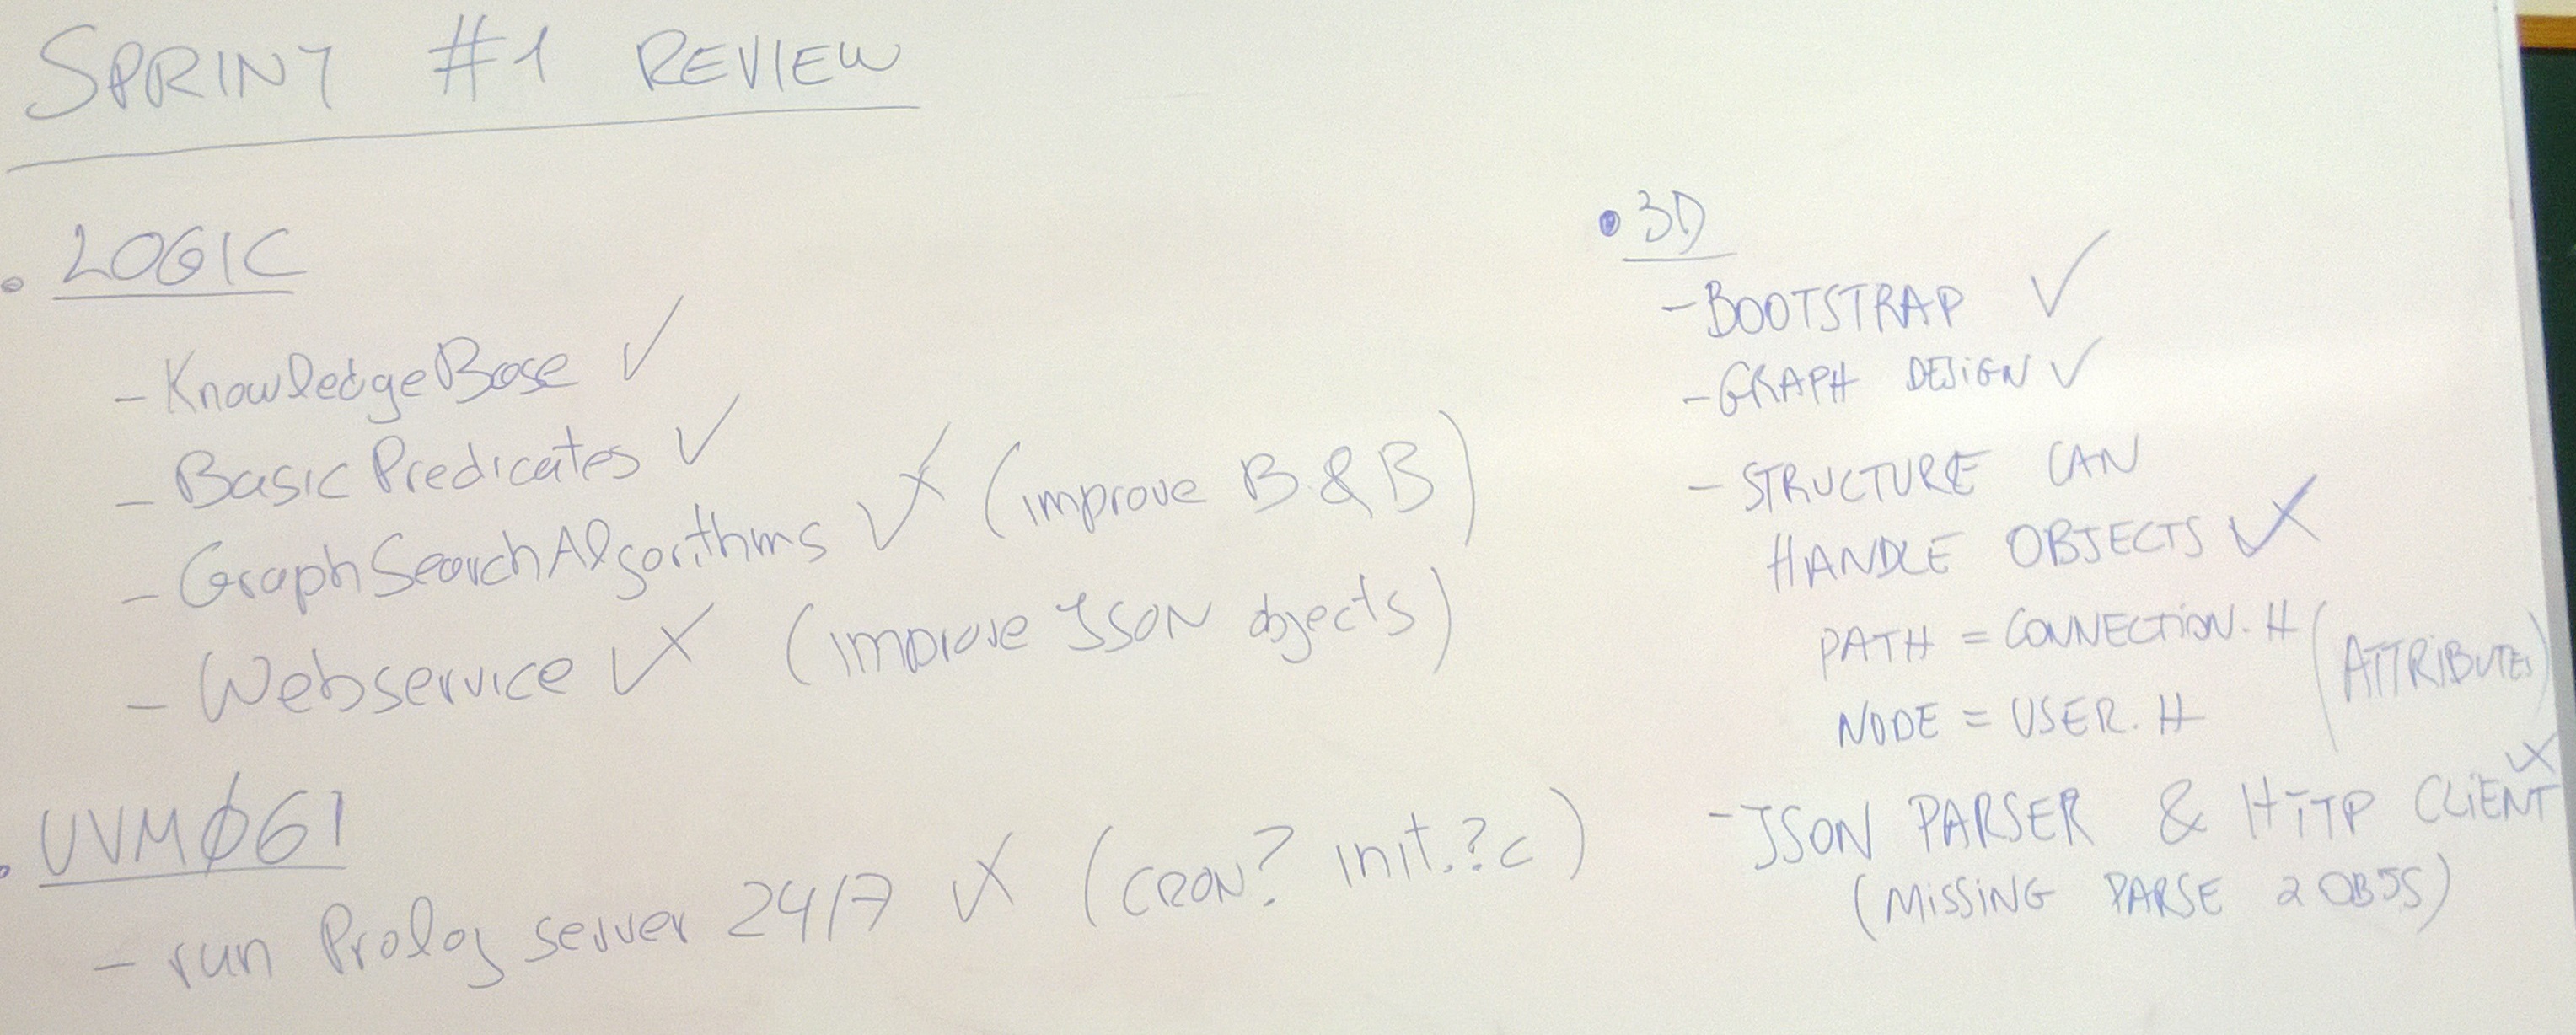 SPRINT #1 REVIEW
• LOGIC
- KnowledgeBase ✓
- Basic Predicates ✓
- GraphSearchAlgorithms ✓✗ (improve B&B)
- Webservice ✓✗ (improve JSON objects)
• UVMØ61
- run Prolog server 24/7 ✓✗ (CRON? init.?c)
• 3D
- BOOTSTRAP ✓
- GRAPH DESIGN ✓
- STRUCTURE CAN
HANDLE OBJECTS ✓✗
PATH = CONNECTION.H
(ATTRIBUTES)
NODE = USER.H
- JSON PARSER & HTTP CLIENT ✓✗
(MISSING PARSE 2 OBJS)